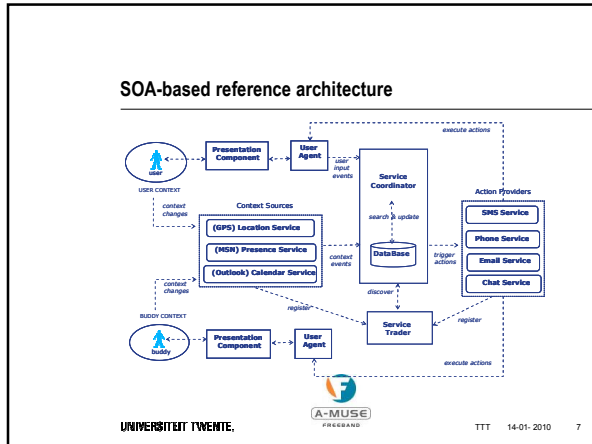 SOA-based reference architecture
execute actions
Presentation
Component
User
Agent
user
input
events
user
USER CONTEXT
Service
Coordinator
Action Providers
context
changes
Context Sources
search & update
SMS Service
(GPS) Location Service
Phone Service
(MSN) Presence Service
DataBase
Email Service
context
events
trigger
actions
(Outlook) Calendar Service
Chat Service
context
changes
discover
register
register
BUDDY CONTEXT
Service
Trader
buddy
Presentation
Component
User
Agent
execute actions
A-MUSE
FREEBAND
UNIVERSITEIT TWENTE.
TTT 14-01- 2010 7